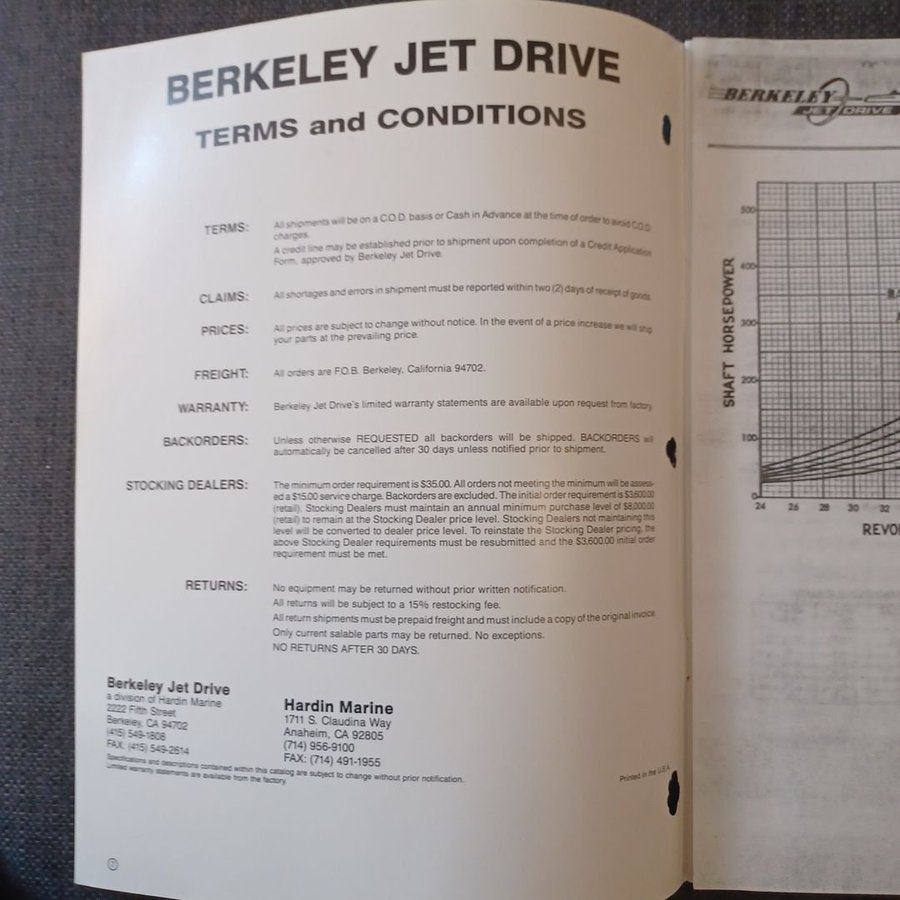 BERKELEY JET DRIVE
TERMS and CONDITIONS
TERMS: All shipments will be on a C.O.D. basis or Cash in Advance at the time of order to avoid C.O.D.
charges.
A credit line may be established prior to shipment upon completion of a Credit Application
Form, approved by Berkeley Jet Drive.
CLAIMS: All shortages and errors in shipment must be reported within two (2) days of receipt of goods.
PRICES: All prices are subject to change without notice. In the event of a price increase we will ship
your parts at the prevailing price.
FREIGHT: All orders are F.O.B. Berkeley, California 94702.
WARRANTY: Berkeley Jet Drive's limited warranty statements are available upon request from factory.
BACKORDERS: Unless otherwise REQUESTED all backorders will be shipped. BACKORDERS will
automatically be cancelled after 30 days unless notified prior to shipment.
STOCKING DEALERS: The minimum order requirement is $35.00. All orders not meeting the minimum will be assess-
ed a $15.00 service charge. Backorders are excluded. The initial order requirement is $3,600.00
(retail). Stocking Dealers must maintain an annual minimum purchase level of $8,000.00
(retail) to remain at the Stocking Dealer price level. Stocking Dealers not maintaining this
level will be converted to dealer price level. To reinstate the Stocking Dealer pricing, the
above Stocking Dealer requirements must be resubmitted and the $3,600.00 initial order
requirement must be met.
RETURNS: No equipment may be returned without prior written notification.
All returns will be subject to a 15% restocking fee.
All return shipments must be prepaid freight and must include a copy of the original invoice.
Only current salable parts may be returned. No exceptions.
NO RETURNS AFTER 30 DAYS.
Berkeley Jet Drive
a division of Hardin Marine
2222 Fifth Street
Berkeley, CA 94702
(415) 549-1808
FAX: (415) 549-2614
Hardin Marine
1711 S. Claudina Way
Anaheim, CA 92805
(714) 956-9100
FAX: (714) 491-1955
Specifications and descriptions contained within this catalog are subject to change without prior notification.
Limited warranty statements are available from the factory.
Printed in the U.S.A.
BERKELEY
JET DRIVE
SHAFT HORSEPOWER
500
400
300
200
100
0
24 26 28 30 32
REVO